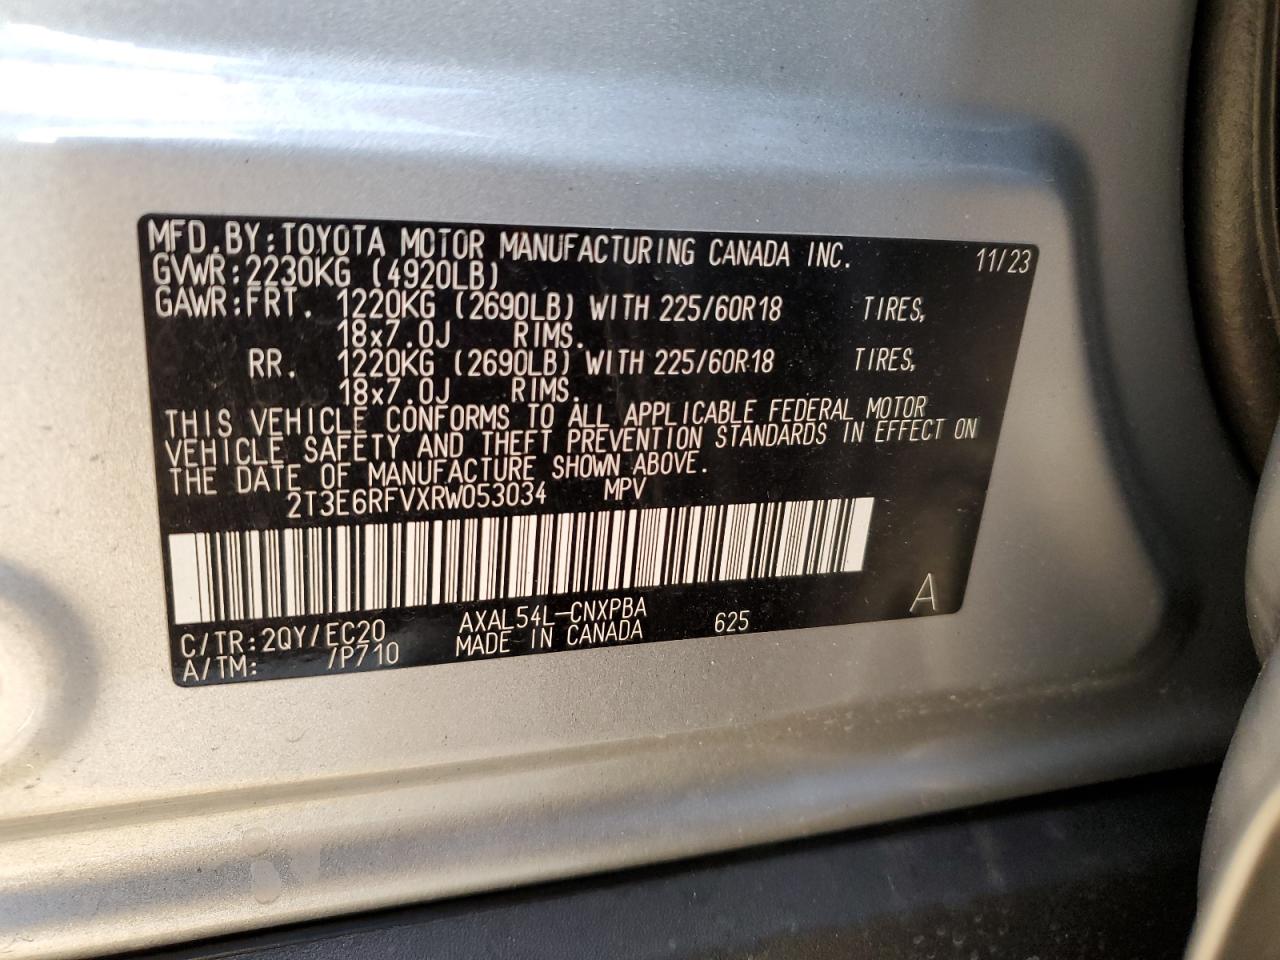 MFD.BY:TOYOTA MOTOR MANUFACTURING CANADA INC. 11/23
GVWR:2230KG (4920LB)
GAWR:FRT. 1220KG (2690LB) WITH 225/60R18 TIRES,
18x7.0J RIMS.
RR. 1220KG (2690LB) WITH 225/60R18 TIRES,
18x7.0J RIMS.
THIS VEHICLE CONFORMS TO ALL APPLICABLE FEDERAL MOTOR
VEHICLE SAFETY AND THEFT PREVENTION STANDARDS IN EFFECT ON
THE DATE OF MANUFACTURE SHOWN ABOVE.
2T3E6RFVXRW053034 MPV
A
C/TR:2QY/EC20 AXAL54L-CNXPBA 625
A/TM: /P710 MADE IN CANADA